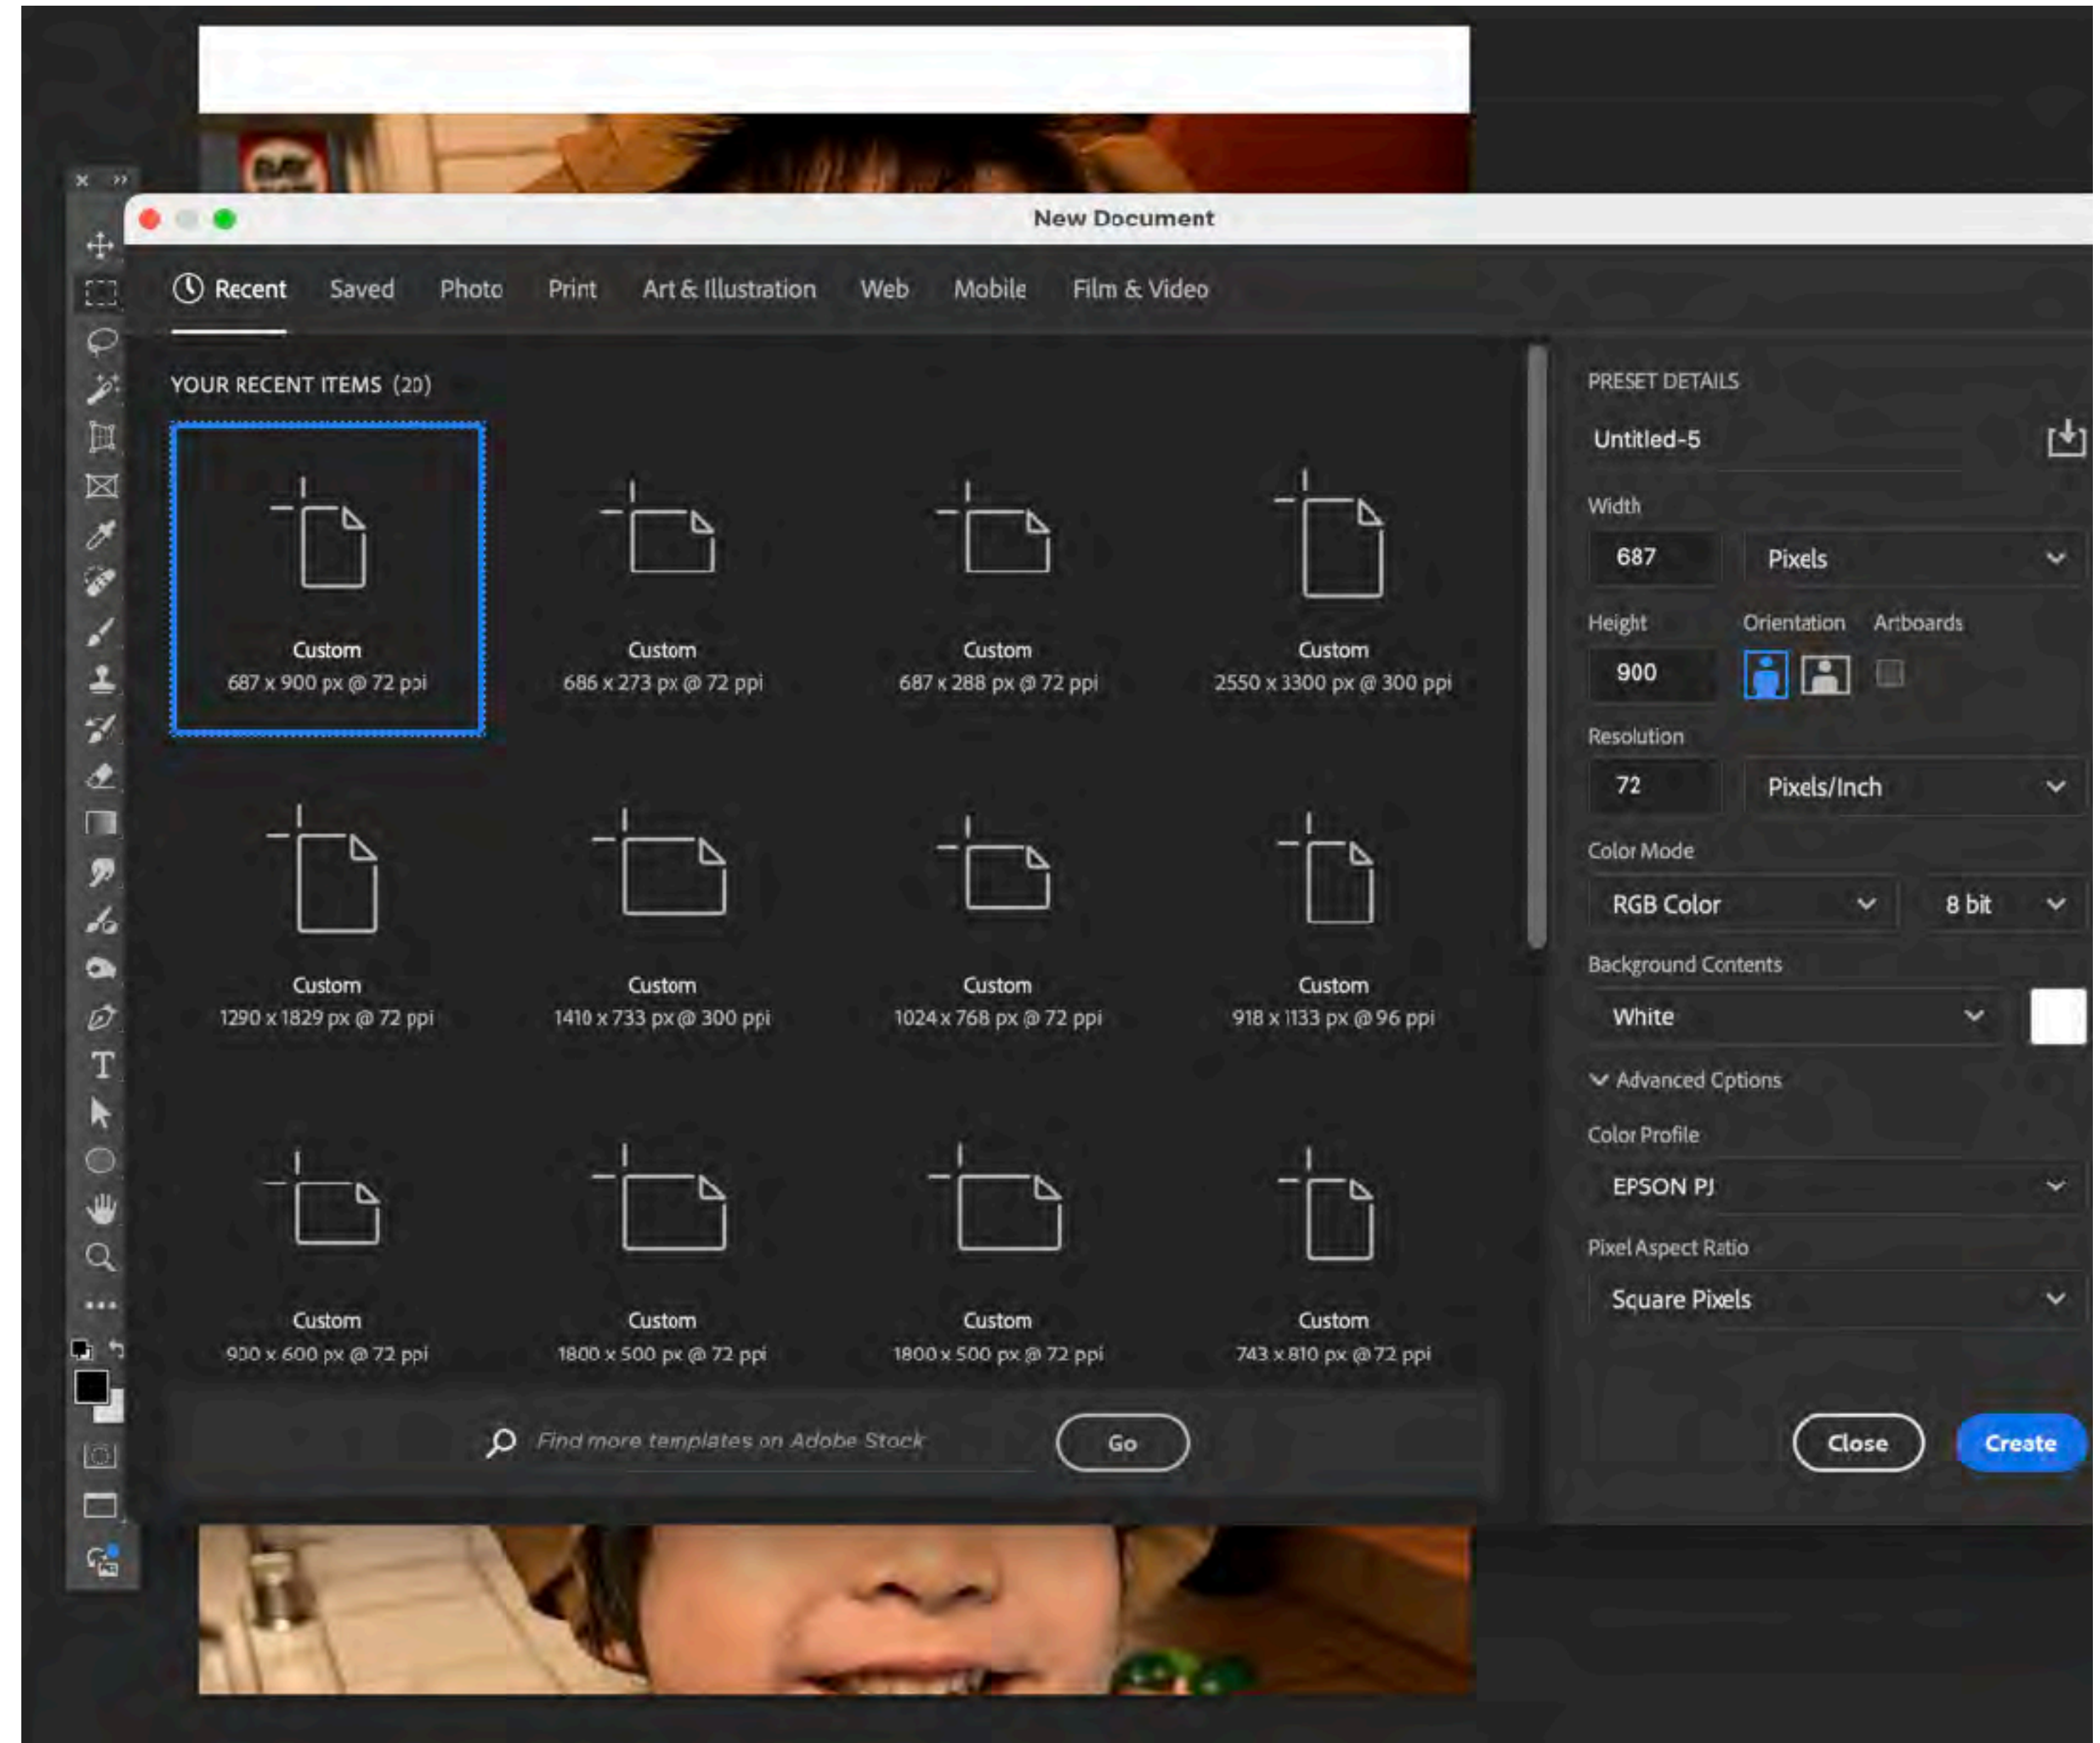 New Document
Recent Saved Photo Print Art & Illustration Web Mobile Film & Video
YOUR RECENT ITEMS (20)
Custom Custom Custom Custom
687 x 900 px @ 72 ppi 686 x 273 px @ 72 ppi 687 x 288 px @ 72 ppi 2550 x 3300 px @ 300 ppi
Custom Custom Custom Custom
1290 x 1829 px @ 72 ppi 1410 x 733 px @ 300 ppi 1024 x 768 px @ 72 ppi 918 x 1133 px @ 96 ppi
Custom Custom Custom Custom
900 x 600 px @ 72 ppi 1800 x 500 px @ 72 ppi 1800 x 500 px @ 72 ppi 743 x 810 px @ 72 ppi
Find more templates on Adobe Stock Go
PRESET DETAILS
Untitled-5
Width
687 Pixels
Height Orientation Artboards
900
Resolution
72 Pixels/Inch
Color Mode
RGB Color 8 bit
Background Contents
White
Advanced Options
Color Profile
EPSON PJ
Pixel Aspect Ratio
Square Pixels
Close Create